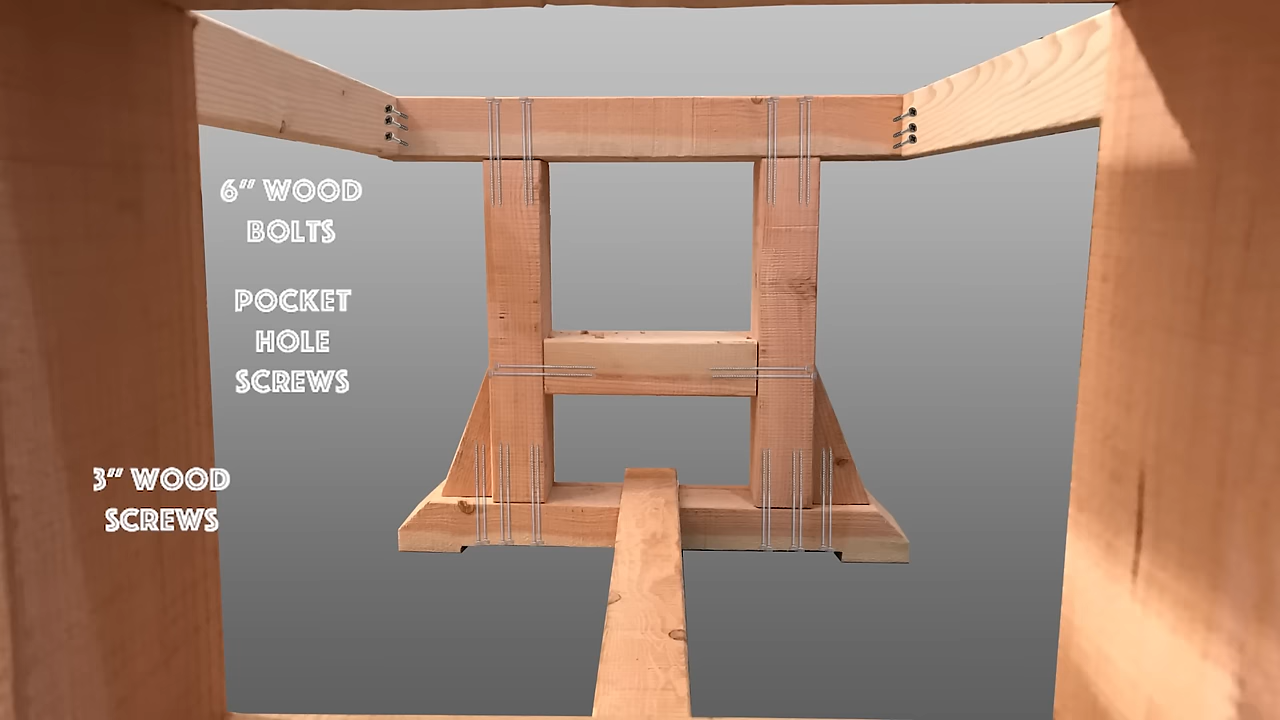 6" WOOD
BOLTS
POCKET
HOLE
SCREWS
3" WOOD
SCREWS